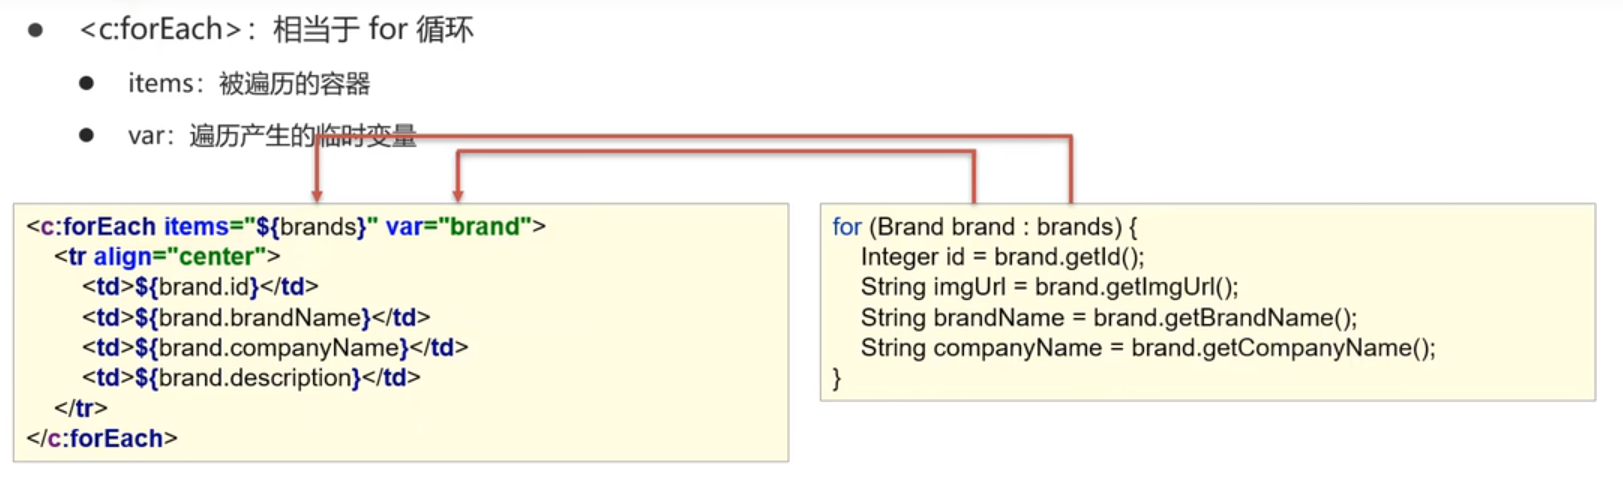 <c:forEach>：相当于 for 循环
items：被遍历的容器
var：遍历产生的临时变量
<c:forEach items="${brands}" var="brand">
<tr align="center">
<td>${brand.id}</td>
<td>${brand.brandName}</td>
<td>${brand.companyName}</td>
<td>${brand.description}</td>
</tr>
</c:forEach>
for (Brand brand : brands) {
Integer id = brand.getId();
String imgUrl = brand.getImgUrl();
String brandName = brand.getBrandName();
String companyName = brand.getCompanyName();
}